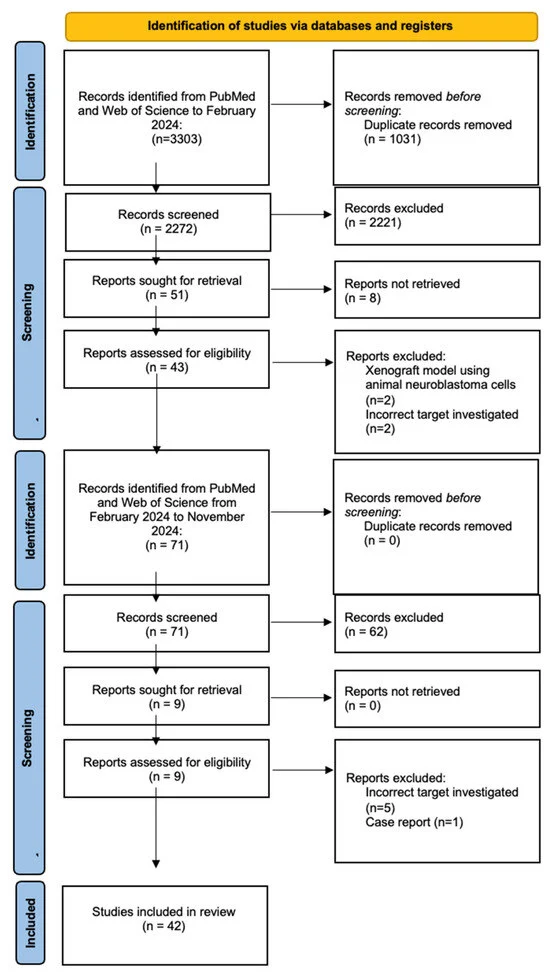 Identification of studies via databases and registers
Identification
Records identified from PubMed
and Web of Science to February
2024:
(n=3303)
Records removed before
screening:
Duplicate records removed
(n = 1031)
Screening
Records screened
(n = 2272)
Records excluded
(n = 2221)
Reports sought for retrieval
(n = 51)
Reports not retrieved
(n = 8)
Reports assessed for eligibility
(n = 43)
Reports excluded:
Xenograft model using
animal neuroblastoma cells
(n=2)
Incorrect target investigated
(n=2)
Identification
Records identified from PubMed
and Web of Science from
February 2024 to November
2024:
(n = 71)
Records removed before
screening:
Duplicate records removed
(n = 0)
Screening
Records screened
(n = 71)
Records excluded
(n = 62)
Reports sought for retrieval
(n = 9)
Reports not retrieved
(n = 0)
Reports assessed for eligibility
(n = 9)
Reports excluded:
Incorrect target investigated
(n=5)
Case report (n=1)
Included
Studies included in review
(n = 42)